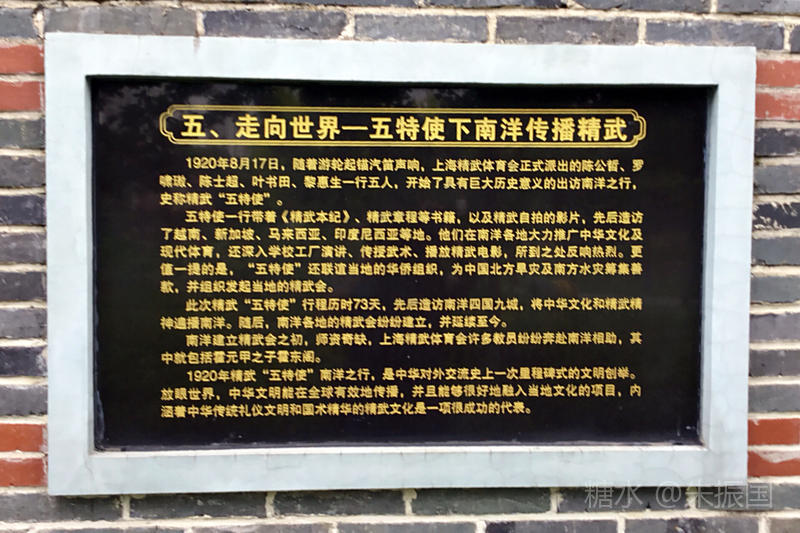 五、走向世界—五特使下南洋传播精武
1920年8月17日，随着游轮起锚汽笛声响，上海精武体育会正式派出的陈公哲、罗
啸璈、陈士超、叶书田、黎惠生一行五人，开始了具有巨大历史意义的出访南洋之行，
史称精武“五特使”。
五特使一行带着《精武本纪》、精武章程等书籍，以及精武自拍的影片，先后造访
了越南、新加坡、马来西亚、印度尼西亚等地。他们在南洋各地大力推广中华文化及
现代体育，还深入学校工厂演讲、传授武术、播放精武电影，所到之处反响热烈。更
值一提的是，“五特使”还联谊当地的华侨组织，为中国北方旱灾及南方水灾筹集善
款，并组织发起当地的精武会。
此次精武“五特使”行程历时73天，先后造访南洋四国九城，将中华文化和精武精
神遍播南洋。随后，南洋各地的精武会纷纷建立，并延续至今。
南洋建立精武会之初，师资奇缺，上海精武体育会许多教员纷纷奔赴南洋相助，其
中就包括霍元甲之子霍东阁。
1920年精武“五特使”南洋之行，是中华对外交流史上一次里程碑式的文明创举。
放眼世界，中华文明能在全球有效地传播，并且能够很好地融入当地文化的项目，内
涵着中华传统礼仪文明和国术精华的精武文化是一项很成功的代表。
糖水 @朱振国